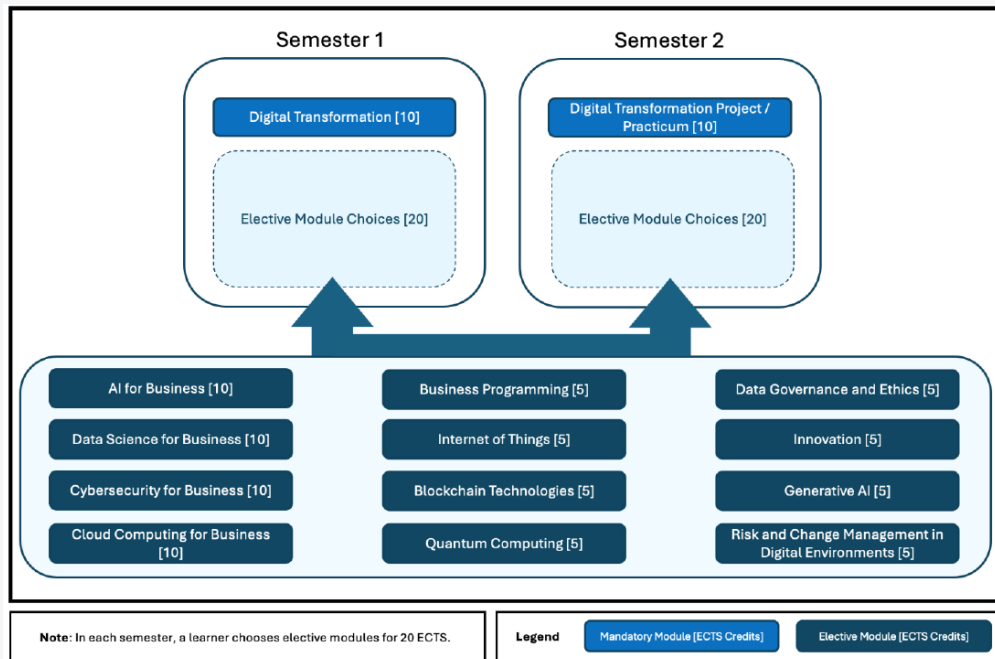 Semester 1
Semester 2
Digital Transformation [10]
Digital Transformation Project /
Practicum [10]
Elective Module Choices [20]
Elective Module Choices [20]
AI for Business [10]
Business Programming [5]
Data Governance and Ethics [5]
Data Science for Business [10]
Internet of Things [5]
Innovation [5]
Cybersecurity for Business [10]
Blockchain Technologies [5]
Generative AI [5]
Cloud Computing for Business
[10]
Quantum Computing [5]
Risk and Change Management in
Digital Environments [5]
Note: In each semester, a learner chooses elective modules for 20 ECTS.
Legend
Mandatory Module [ECTS Credits]
Elective Module [ECTS Credits]